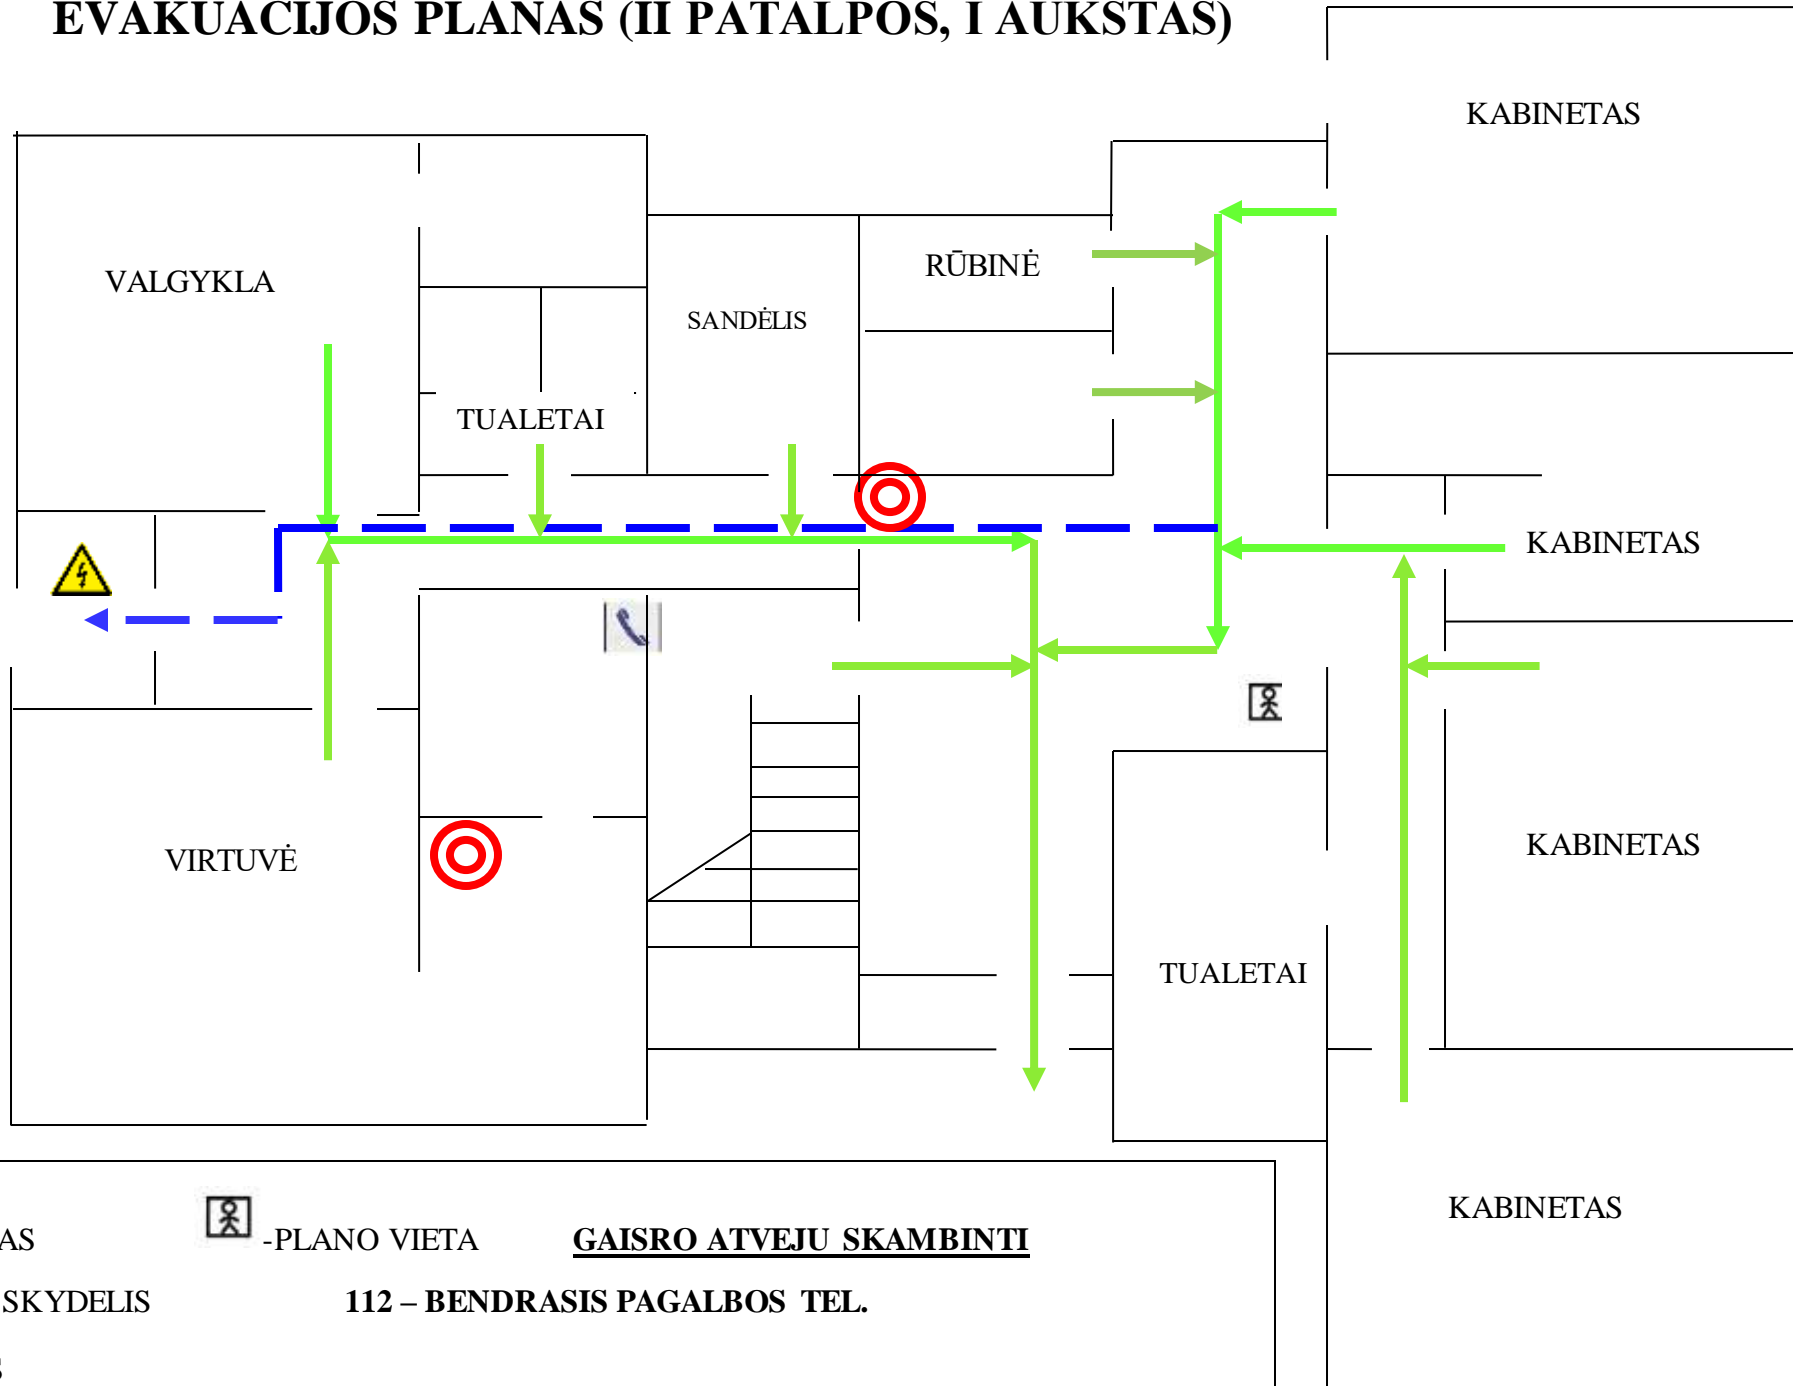 EVAKUACIJOS PLANAS (II PATALPOS, I AUKSTAS)
KABINETAS
VALGYKLA
RŪBINĖ
SANDĖLIS
TUALETAI
KABINETAS
VIRTUVĖ
KABINETAS
TUALETAI
KABINETAS
-PLANO VIETA GAISRO ATVEJU SKAMBINTI
SKYDELIS 112 – BENDRASIS PAGALBOS TEL.